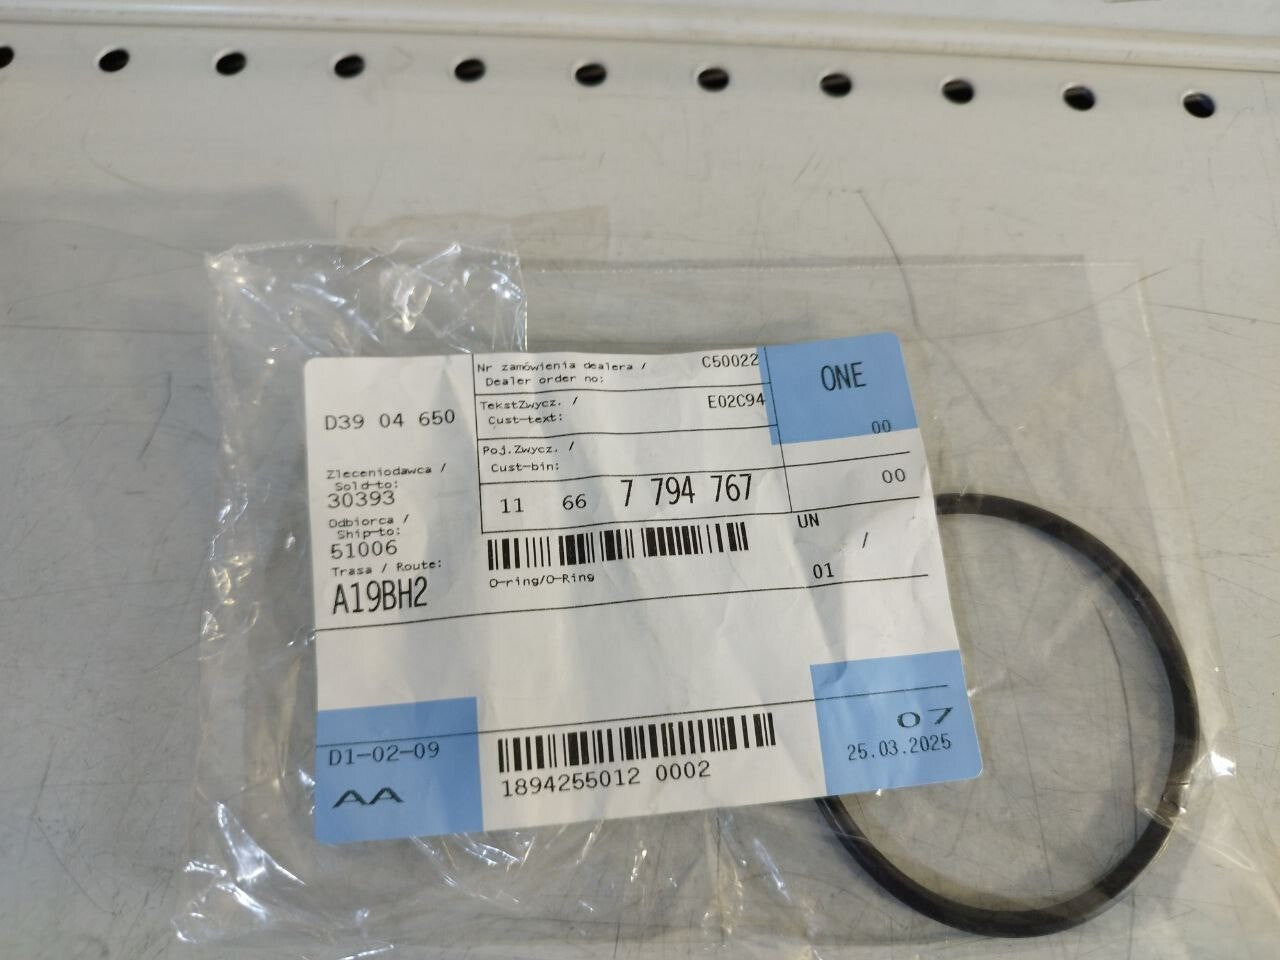 D39 04 650
Nr zamówienia dealera /
Dealer order no:
C50022
TekstZwycz. /
Cust-text:
E02C94
ONE
00
Poj.Zwycz. /
Cust-bin:
00
Zleceniodawca /
Sold-to:
30393
Odbiorca /
Ship-to:
51006
Trasa / Route:
A19BH2
11 66 7 794 767
O-ring/O-Ring
UN
/
01
D1-02-09
AA
1894255012 0002
07
25.03.2025